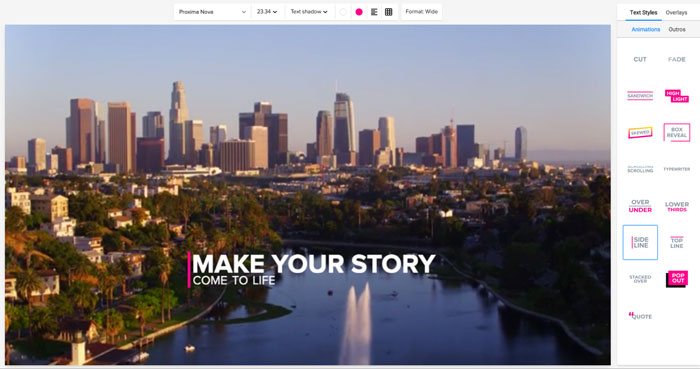 Proxima Nova 23.34 Text shadow Format: Wide
Text Styles Overlays
Animations Outros
CUT FADE
SANDWICH HIGH
LIGHT
SKEWED BOX
REVEAL
SCROLLING TYPEWRITER
OVER LOWER
UNDER THIRDS
SIDE TOP
LINE LINE
STACKED POP
OVER OUT
"QUOTE
MAKE YOUR STORY
COME TO LIFE